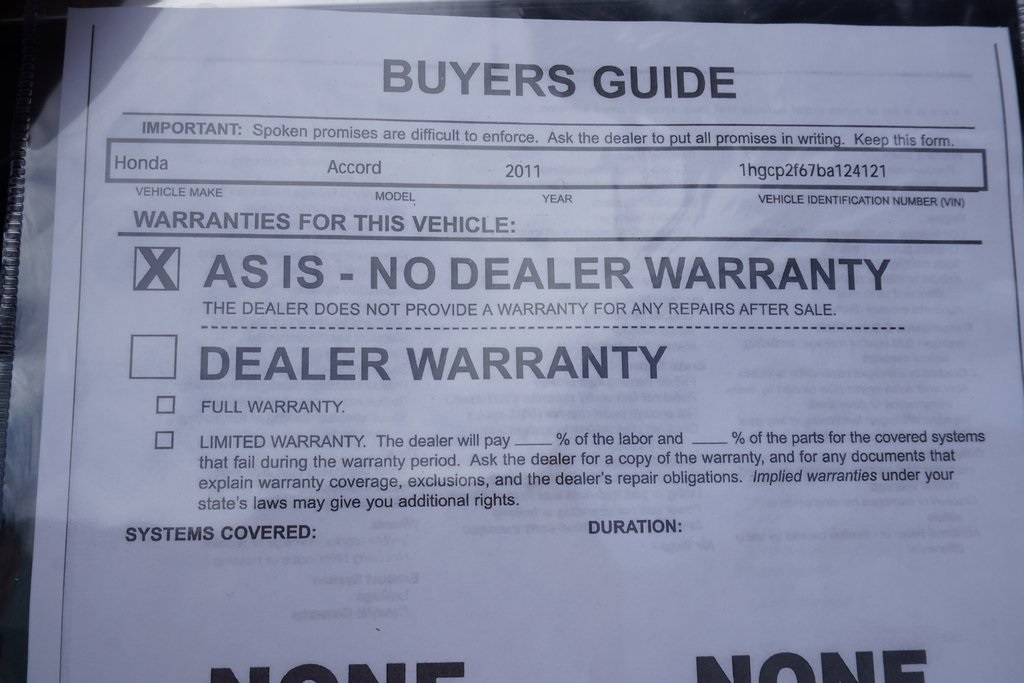 BUYERS GUIDE
IMPORTANT: Spoken promises are difficult to enforce. Ask the dealer to put all promises in writing. Keep this form.
Honda Accord 2011 1hgcp2f67ba124121
VEHICLE MAKE MODEL YEAR VEHICLE IDENTIFICATION NUMBER (VIN)
WARRANTIES FOR THIS VEHICLE:
X AS IS - NO DEALER WARRANTY
THE DEALER DOES NOT PROVIDE A WARRANTY FOR ANY REPAIRS AFTER SALE.
DEALER WARRANTY
FULL WARRANTY.
LIMITED WARRANTY. The dealer will pay ____ % of the labor and ____ % of the parts for the covered systems
that fail during the warranty period. Ask the dealer for a copy of the warranty, and for any documents that
explain warranty coverage, exclusions, and the dealer's repair obligations. Implied warranties under your
state's laws may give you additional rights.
SYSTEMS COVERED: DURATION:
NONE NONE